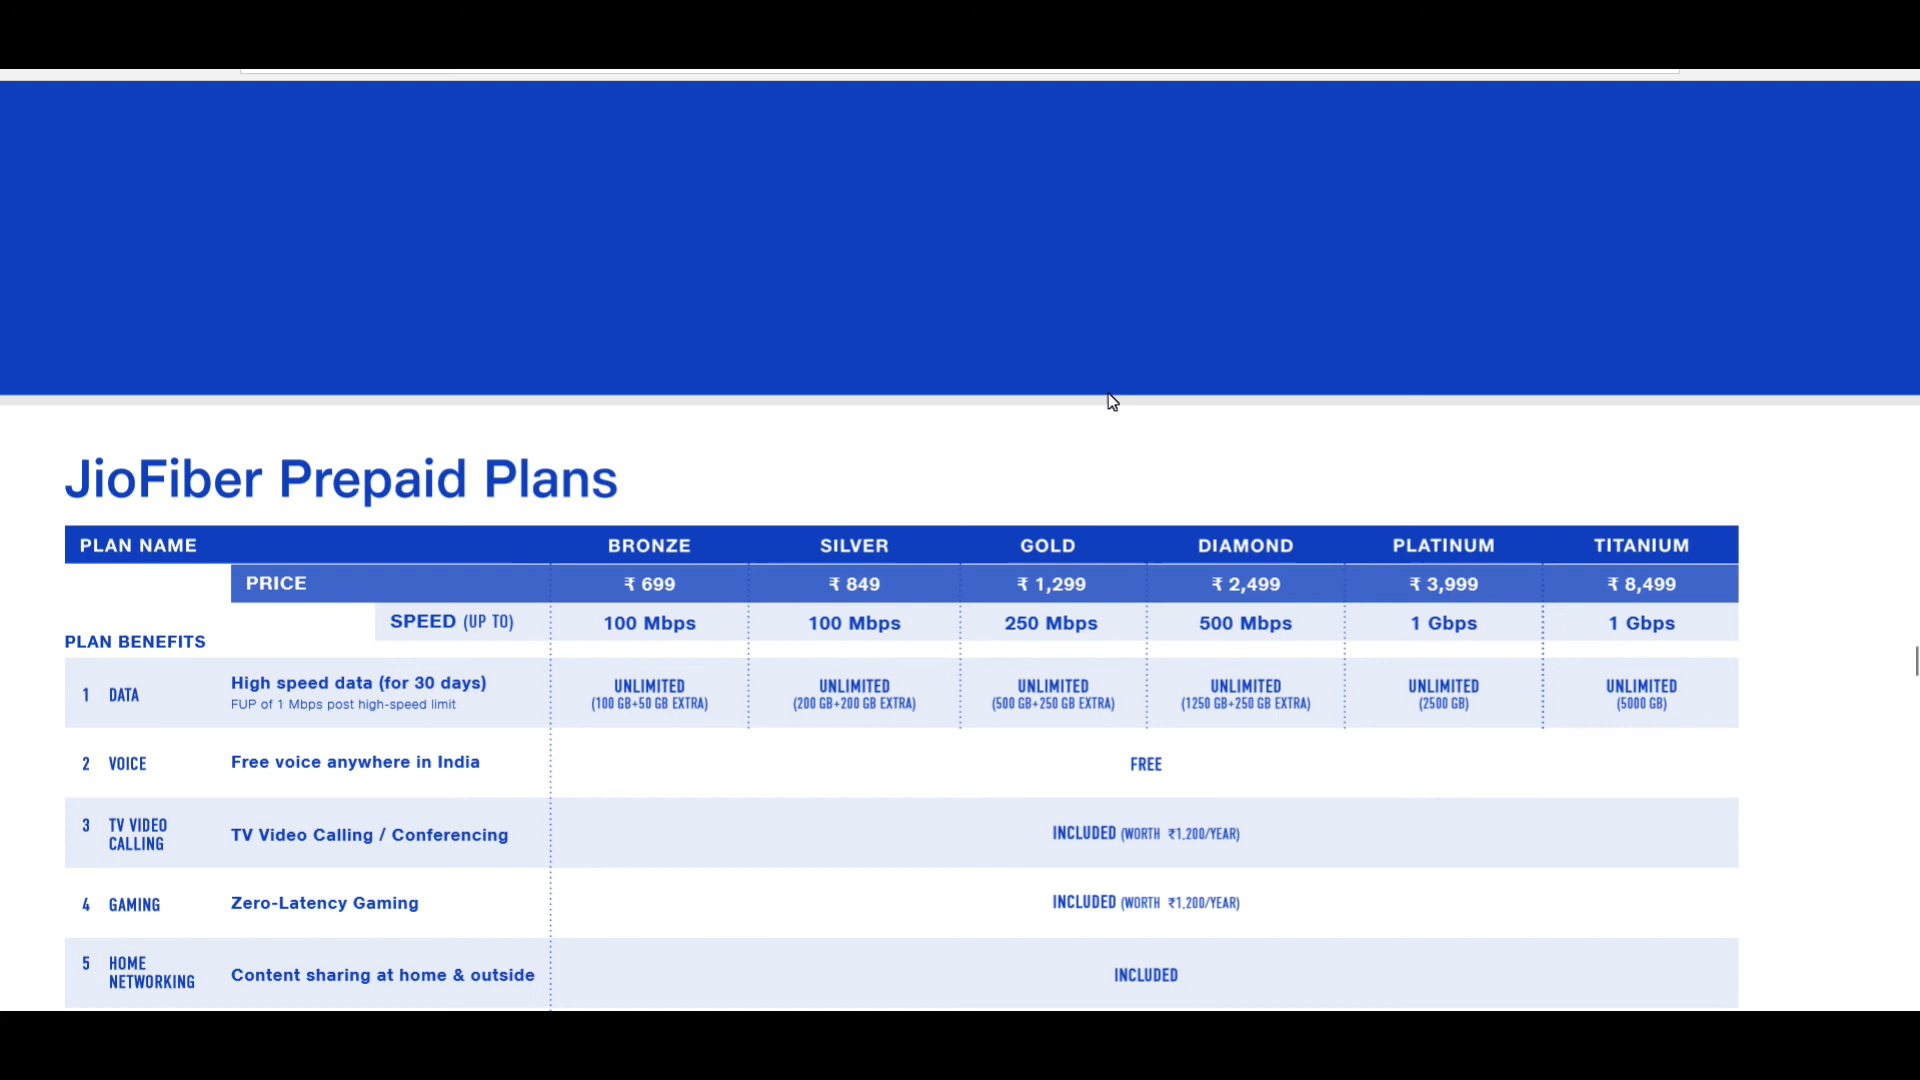 JioFiber Prepaid Plans
PLAN NAME BRONZE SILVER GOLD DIAMOND PLATINUM TITANIUM
PRICE ₹ 699 ₹ 849 ₹ 1,299 ₹ 2,499 ₹ 3,999 ₹ 8,499
SPEED (UP TO) 100 Mbps 100 Mbps 250 Mbps 500 Mbps 1 Gbps 1 Gbps
PLAN BENEFITS
1 DATA High speed data (for 30 days) UNLIMITED UNLIMITED UNLIMITED UNLIMITED UNLIMITED UNLIMITED
FUP of 1 Mbps post high-speed limit (100 GB+50 GB EXTRA) (200 GB+200 GB EXTRA) (500 GB+250 GB EXTRA) (1250 GB+250 GB EXTRA) (2500 GB) (5000 GB)
2 VOICE Free voice anywhere in India FREE
3 TV VIDEO CALLING TV Video Calling / Conferencing INCLUDED (WORTH ₹1,200/YEAR)
4 GAMING Zero-Latency Gaming INCLUDED (WORTH ₹1,200/YEAR)
5 HOME NETWORKING Content sharing at home & outside INCLUDED